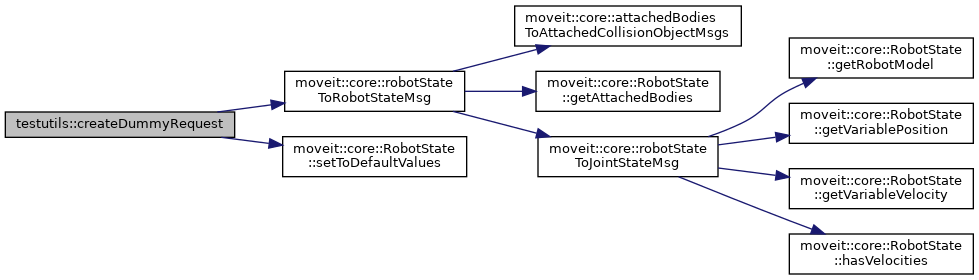 moveit::core::attachedBodies
ToAttachedCollisionObjectMsgs
moveit::core::RobotState
::getRobotModel
moveit::core::robotState
ToRobotStateMsg
moveit::core::RobotState
::getAttachedBodies
moveit::core::RobotState
::getVariablePosition
testutils::createDummyRequest
moveit::core::RobotState
::setToDefaultValues
moveit::core::robotState
ToJointStateMsg
moveit::core::RobotState
::getVariableVelocity
moveit::core::RobotState
::hasVelocities